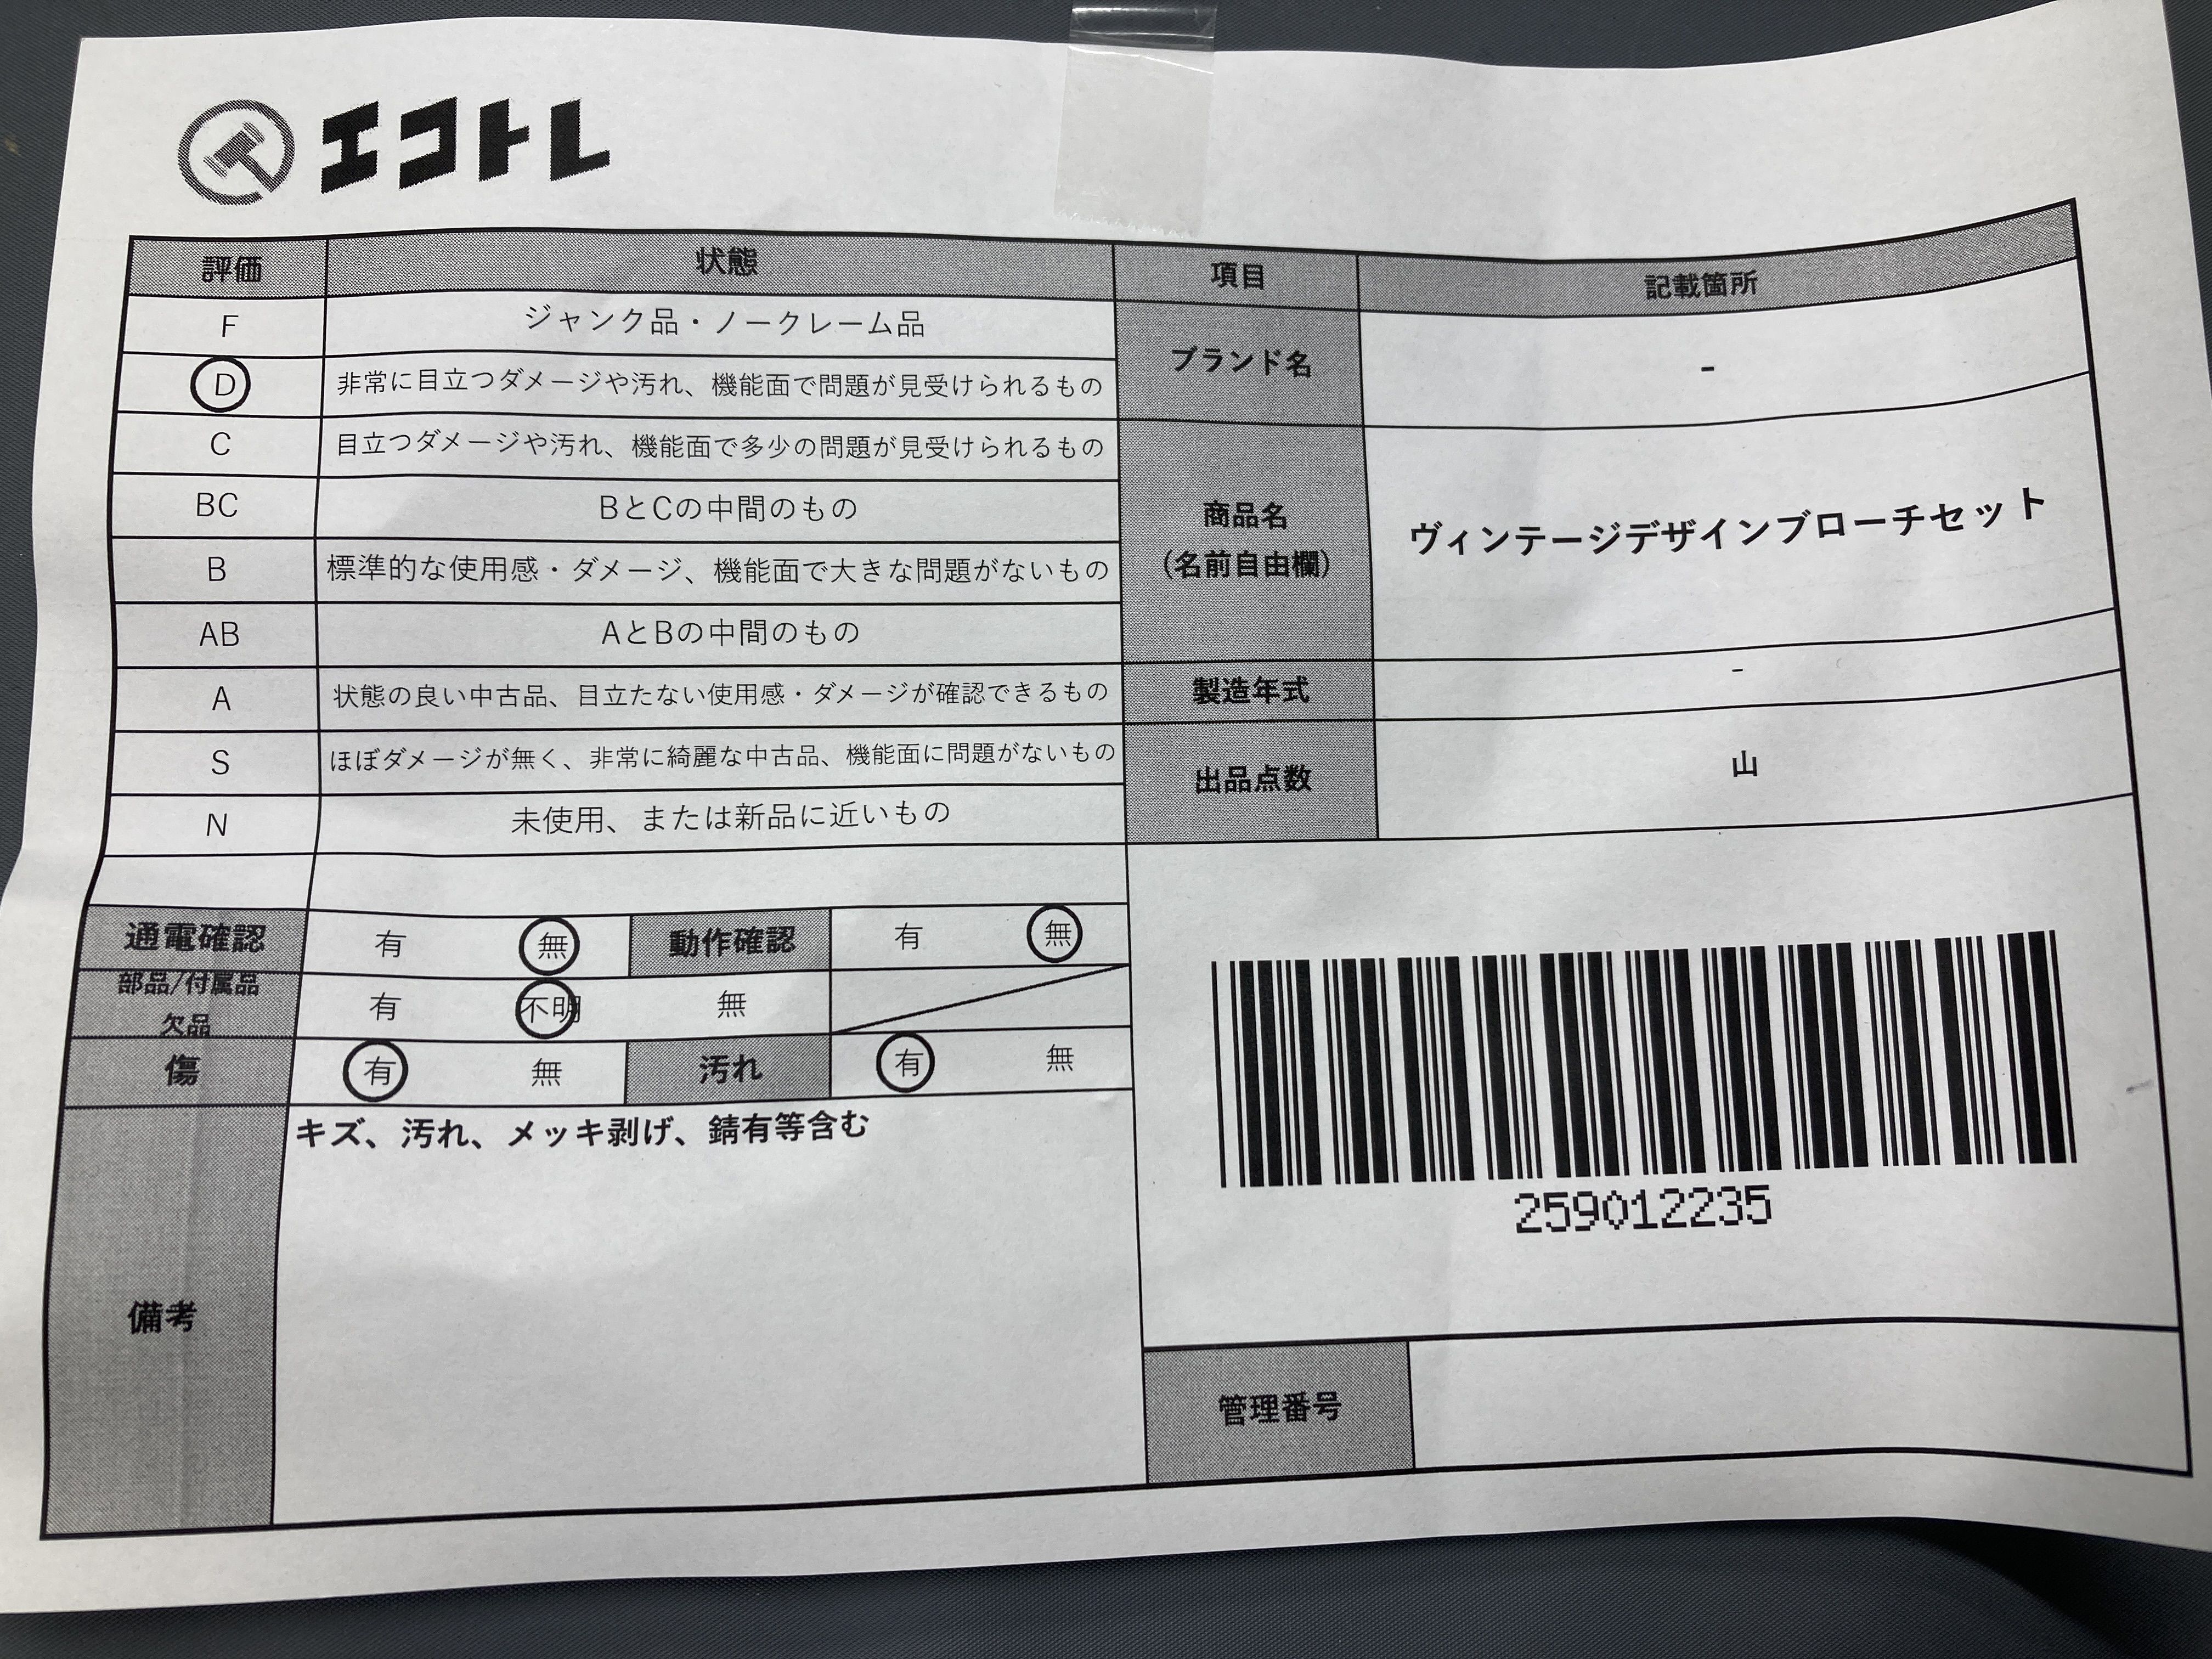 エコトレ
評価 状態
F ジャンク品・ノークレーム品
D 非常に目立つダメージや汚れ、機能面で問題が見受けられるもの
C 目立つダメージや汚れ、機能面で多少の問題が見受けられるもの
BC BとCの中間のもの
B 標準的な使用感・ダメージ、機能面で大きな問題がないもの
AB AとBの中間のもの
A 状態の良い中古品、目立たない使用感・ダメージが確認できるもの
S ほぼダメージが無く、非常に綺麗な中古品、機能面に問題がないもの
N 未使用、または新品に近いもの
通電確認 有 無 動作確認 有 無
部品/付属品
欠品 有 不明 無
傷 有 無 汚れ 有 無
備考 キズ、汚れ、メッキ剥げ、錆有等含む
項目 記載箇所
ブランド名 -
商品名
(名前自由欄) ヴィンテージデザインブローチセット
製造年式 -
出品点数 山
259012235
管理番号